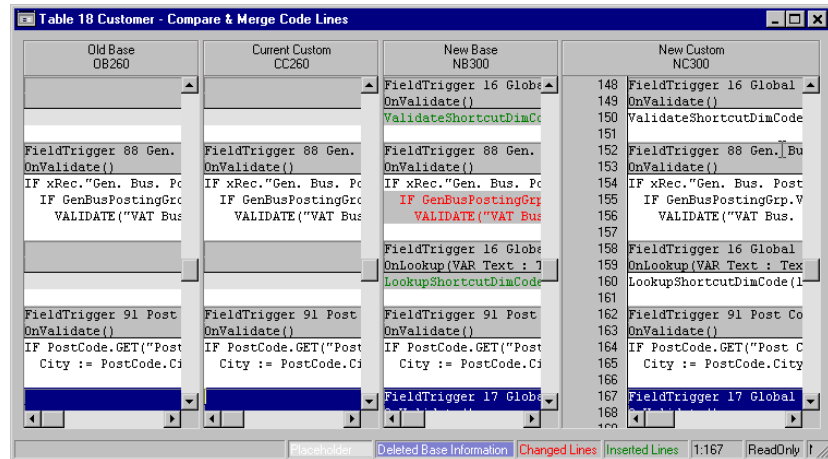 Table 18 Customer - Compare & Merge Code Lines
Old Base
OB260
Current Custom
CC260
New Base
NB300
New Custom
NC300
FieldTrigger 88 Gen.
OnValidate()
IF xRec."Gen. Bus. Po
IF GenBusPostingGrc
VALIDATE("VAT Bus
FieldTrigger 91 Post
OnValidate()
IF PostCode.GET("Post
City := PostCode.Ci
FieldTrigger 88 Gen.
OnValidate()
IF xRec."Gen. Bus. Po
IF GenBusPostingGrc
VALIDATE("VAT Bus
FieldTrigger 91 Post
OnValidate()
IF PostCode.GET("Post
City := PostCode.Ci
FieldTrigger 16 Globa
OnValidate()
ValidateShortcutDimCo
FieldTrigger 88 Gen.
OnValidate()
IF xRec."Gen. Bus. Po
IF GenBusPostingGrp
VALIDATE("VAT Bus
FieldTrigger 16 Globa
OnLookup(VAR Text : T
LookupShortcutDimCode
FieldTrigger 91 Post
OnValidate()
IF PostCode.GET("Post
City := PostCode.Ci
FieldTrigger 17 Globa
148 FieldTrigger 16 Global
149 OnValidate()
150 ValidateShortcutDimCode
151
152 FieldTrigger 88 Gen. Bu
153 OnValidate()
154 IF xRec."Gen. Bus. Post
155 IF GenBusPostingGrp.V
156 VALIDATE("VAT Bus.
157
158 FieldTrigger 16 Global
159 OnLookup(VAR Text : Tex
160 LookupShortcutDimCode(1
161
162 FieldTrigger 91 Post Co
163 OnValidate()
164 IF PostCode.GET("Post C
165 City := PostCode.City
166
167 FieldTrigger 17 Global
168
Placeholder
Deleted Base Information
Changed Lines
Inserted Lines
1:167
ReadOnly